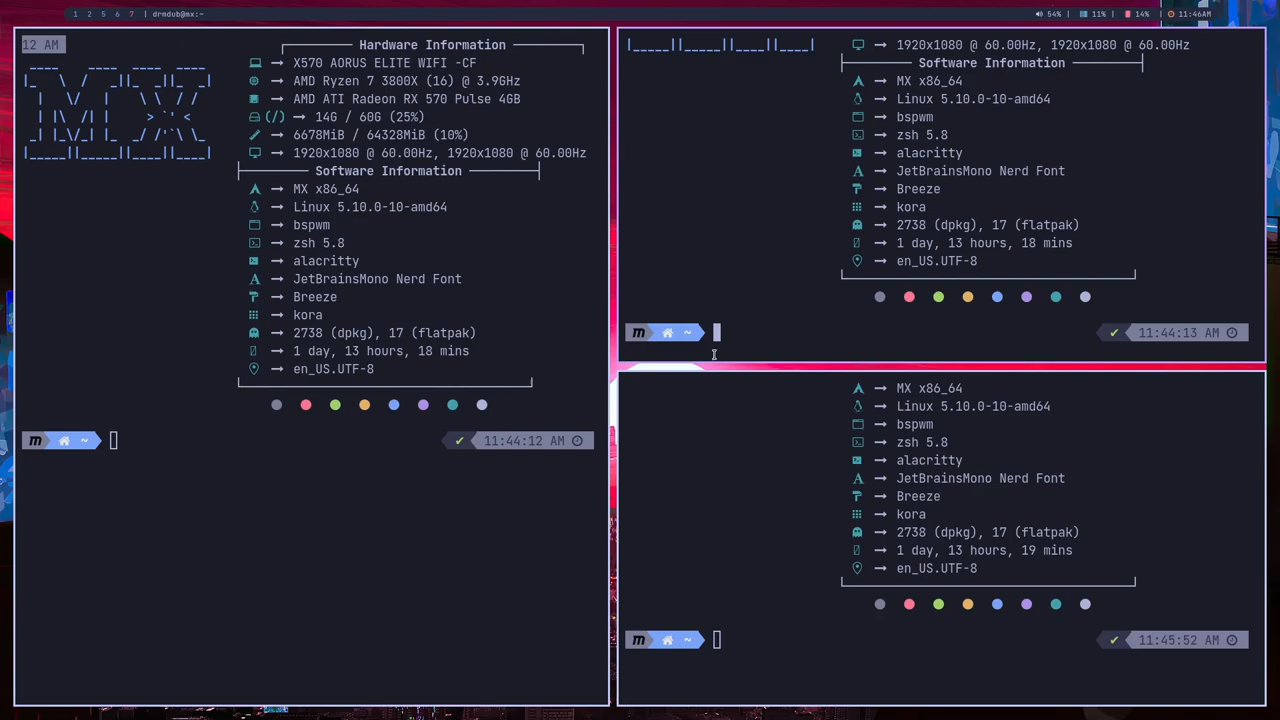 1 2 5 6 7 | drmdub@mx:~
54% | 11% | 14% | 11:46AM
12 AM
Hardware Information
X570 AORUS ELITE WIFI -CF
AMD Ryzen 7 3800X (16) @ 3.9GHz
AMD ATI Radeon RX 570 Pulse 4GB
(/) → 14G / 60G (25%)
→ 6678MiB / 64328MiB (10%)
→ 1920x1080 @ 60.00Hz, 1920x1080 @ 60.00Hz
Software Information
→ MX x86_64
→ Linux 5.10.0-10-amd64
→ bspwm
→ zsh 5.8
→ alacritty
→ JetBrainsMono Nerd Font
→ Breeze
→ kora
→ 2738 (dpkg), 17 (flatpak)
→ 1 day, 13 hours, 18 mins
→ en_US.UTF-8
m ~ ✔ 11:44:12 AM
→ 1920x1080 @ 60.00Hz, 1920x1080 @ 60.00Hz
Software Information
→ MX x86_64
→ Linux 5.10.0-10-amd64
→ bspwm
→ zsh 5.8
→ alacritty
→ JetBrainsMono Nerd Font
→ Breeze
→ kora
→ 2738 (dpkg), 17 (flatpak)
→ 1 day, 13 hours, 18 mins
→ en_US.UTF-8
m ~ ✔ 11:44:13 AM
→ MX x86_64
→ Linux 5.10.0-10-amd64
→ bspwm
→ zsh 5.8
→ alacritty
→ JetBrainsMono Nerd Font
→ Breeze
→ kora
→ 2738 (dpkg), 17 (flatpak)
→ 1 day, 13 hours, 19 mins
→ en_US.UTF-8
m ~ ✔ 11:45:52 AM